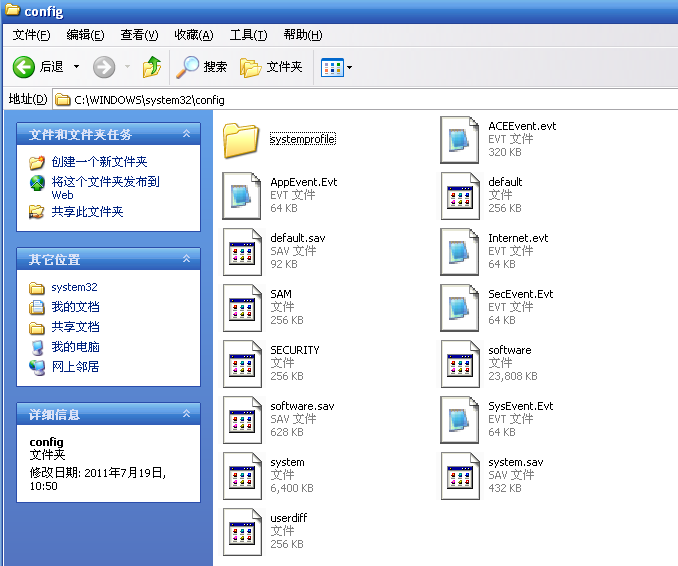 config
文件(F) 编辑(E) 查看(V) 收藏(A) 工具(T) 帮助(H)
后退 搜索 文件夹
地址(D) C:\WINDOWS\system32\config
文件和文件夹任务
创建一个新文件夹
将这个文件夹发布到
Web
共享此文件夹
其它位置
system32
我的文档
共享文档
我的电脑
网上邻居
详细信息
config
文件夹
修改日期: 2011年7月19日,
10:50
systemprofile
ACEEvent.evt
EVT 文件
320 KB
AppEvent.Evt
EVT 文件
64 KB
default
文件
256 KB
default.sav
SAV 文件
92 KB
Internet.evt
EVT 文件
64 KB
SAM
文件
256 KB
SecEvent.Evt
EVT 文件
64 KB
SECURITY
文件
256 KB
software
文件
23,808 KB
software.sav
SAV 文件
628 KB
SysEvent.Evt
EVT 文件
64 KB
system
文件
6,400 KB
system.sav
SAV 文件
432 KB
userdiff
文件
256 KB